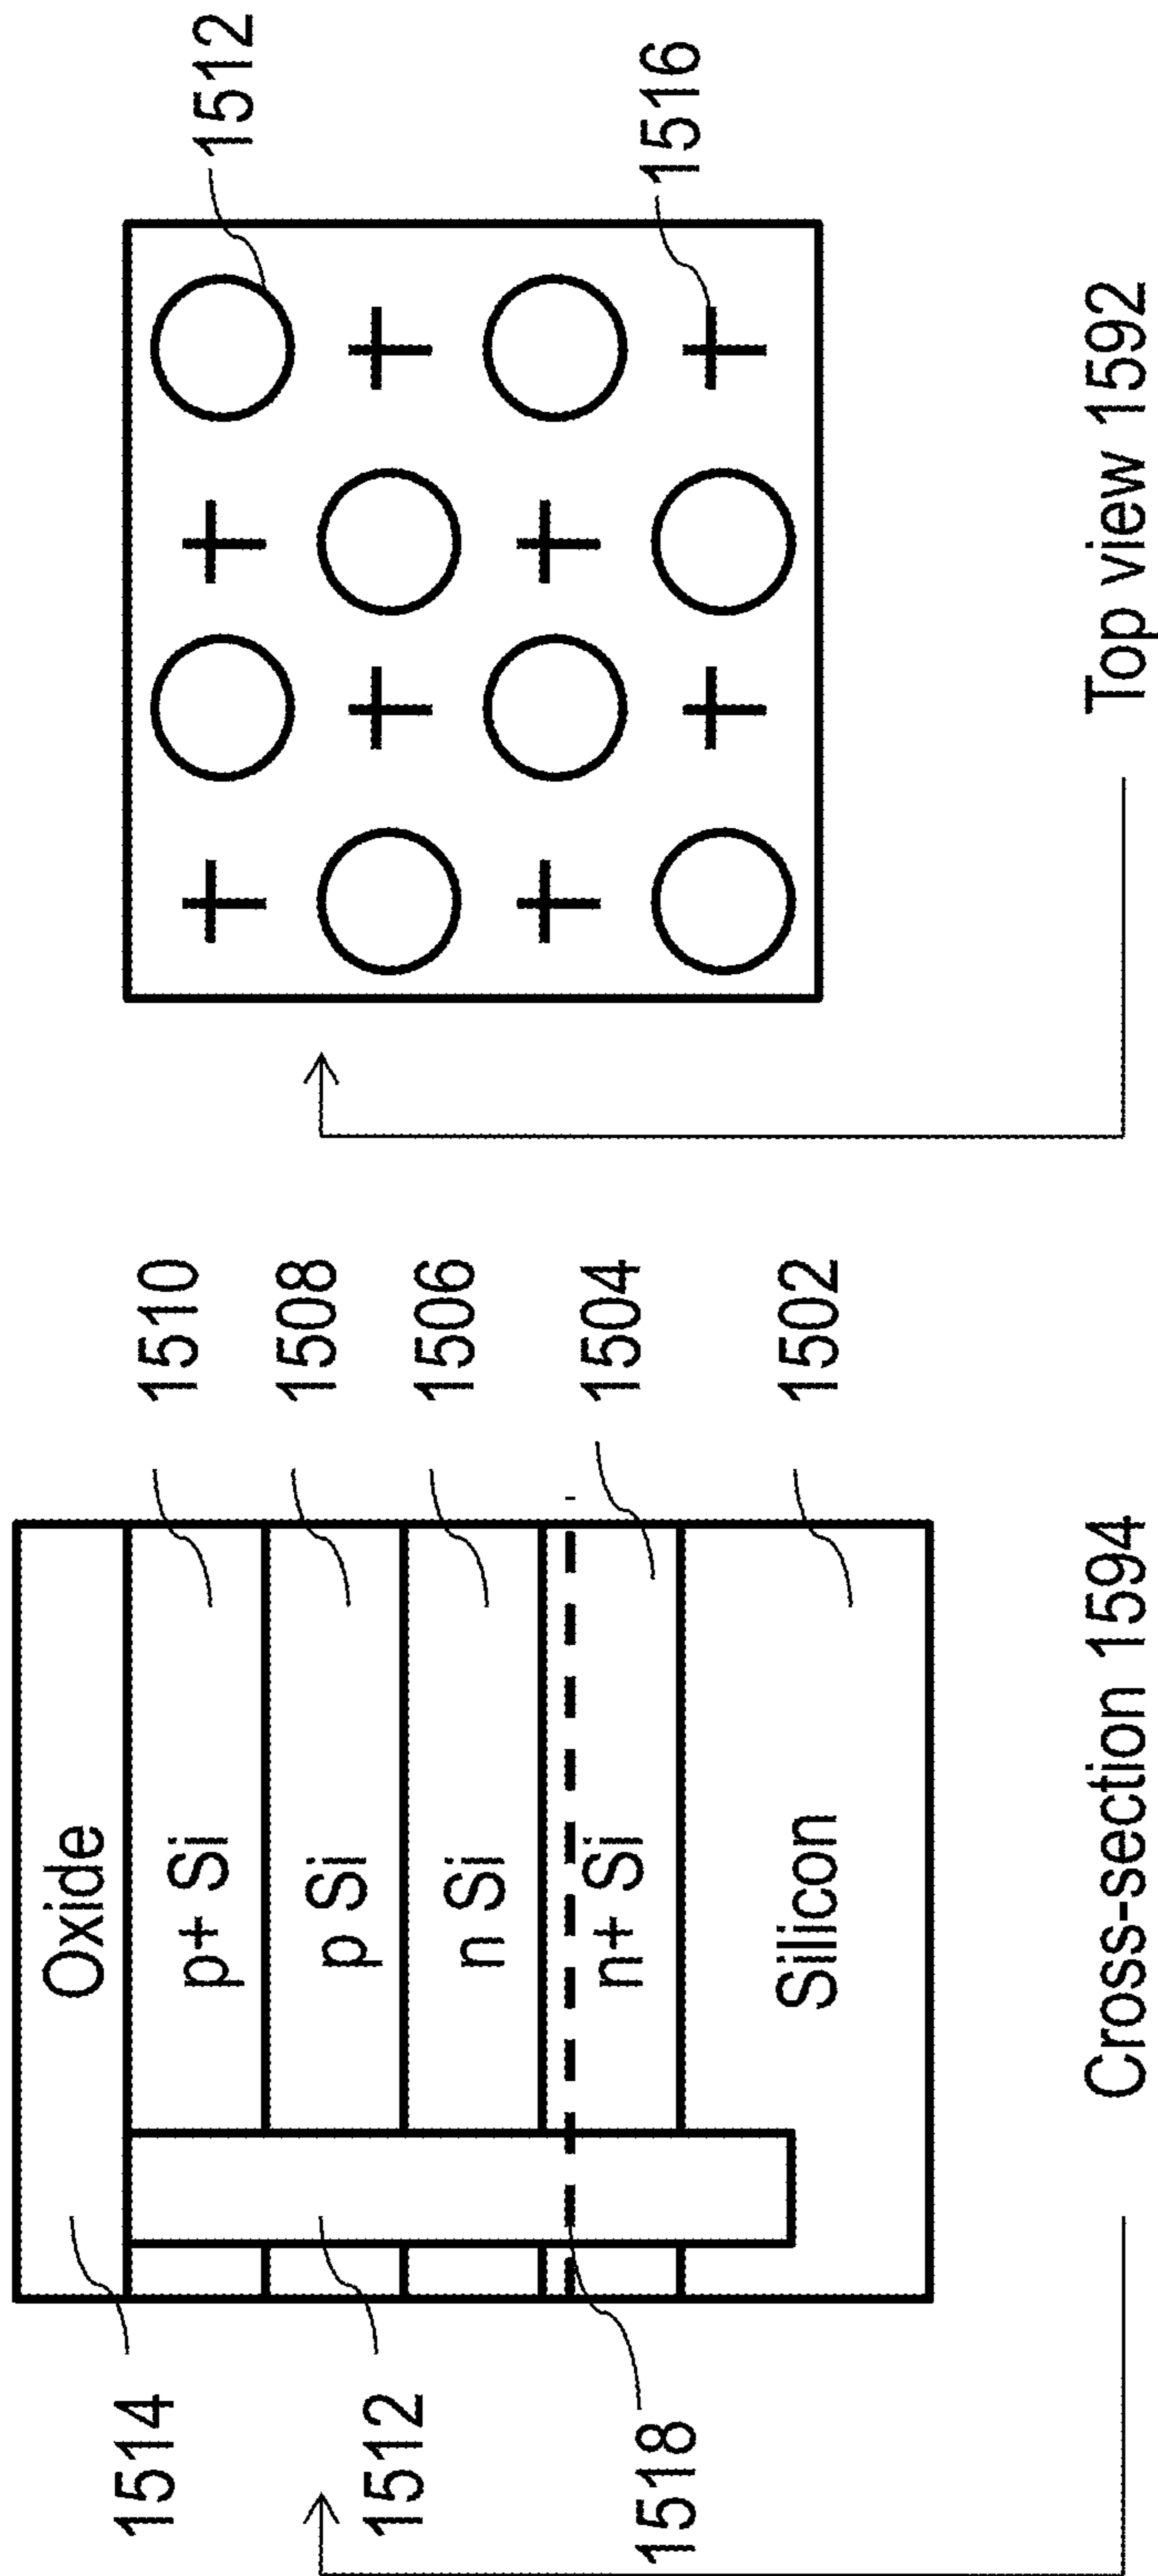 1514
1512
1518
Oxide
p+ Si
p Si
n Si
n+ Si
Silicon
1510
1508
1506
1504
1502
Cross-section 1594
1512
1516
Top view 1592